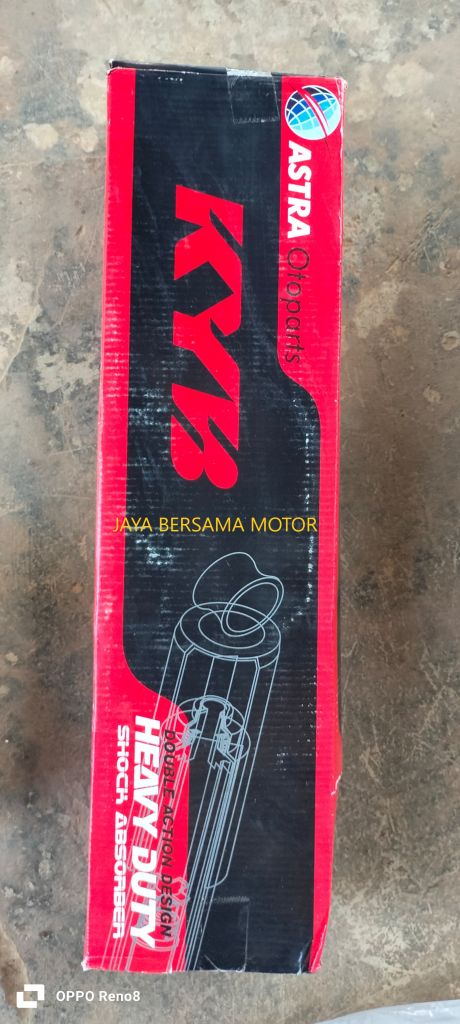 ASTRA Otoparts
KYB
JAYA BERSAMA MOTOR
DOUBLE ACTION DESIGN
HEAVY DUTY
SHOCK ABSORBER
OPPO Reno8